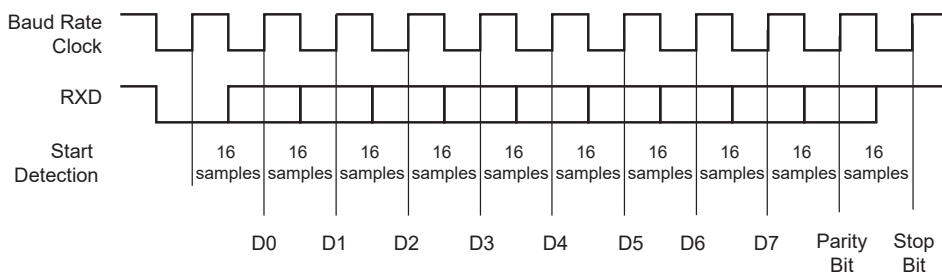 Baud Rate
Clock
RXD
Start
Detection
16
samples
16
samples
16
samples
16
samples
16
samples
16
samples
16
samples
16
samples
16
samples
16
samples
D0
D1
D2
D3
D4
D5
D6
D7
Parity
Bit
Stop
Bit